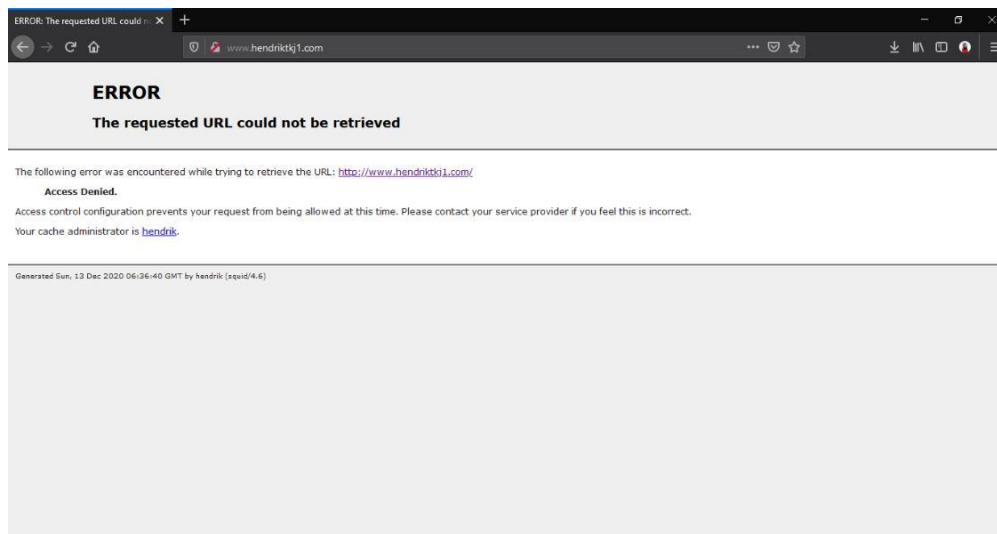 ERROR: The requested URL could n
www.hendriktkj1.com
ERROR
The requested URL could not be retrieved
The following error was encountered while trying to retrieve the URL: http://www.hendriktkj1.com/
Access Denied.
Access control configuration prevents your request from being allowed at this time. Please contact your service provider if you feel this is incorrect.
Your cache administrator is hendrik.
Generated Sun, 13 Dec 2020 06:36:40 GMT by hendrik (squid/4.6)